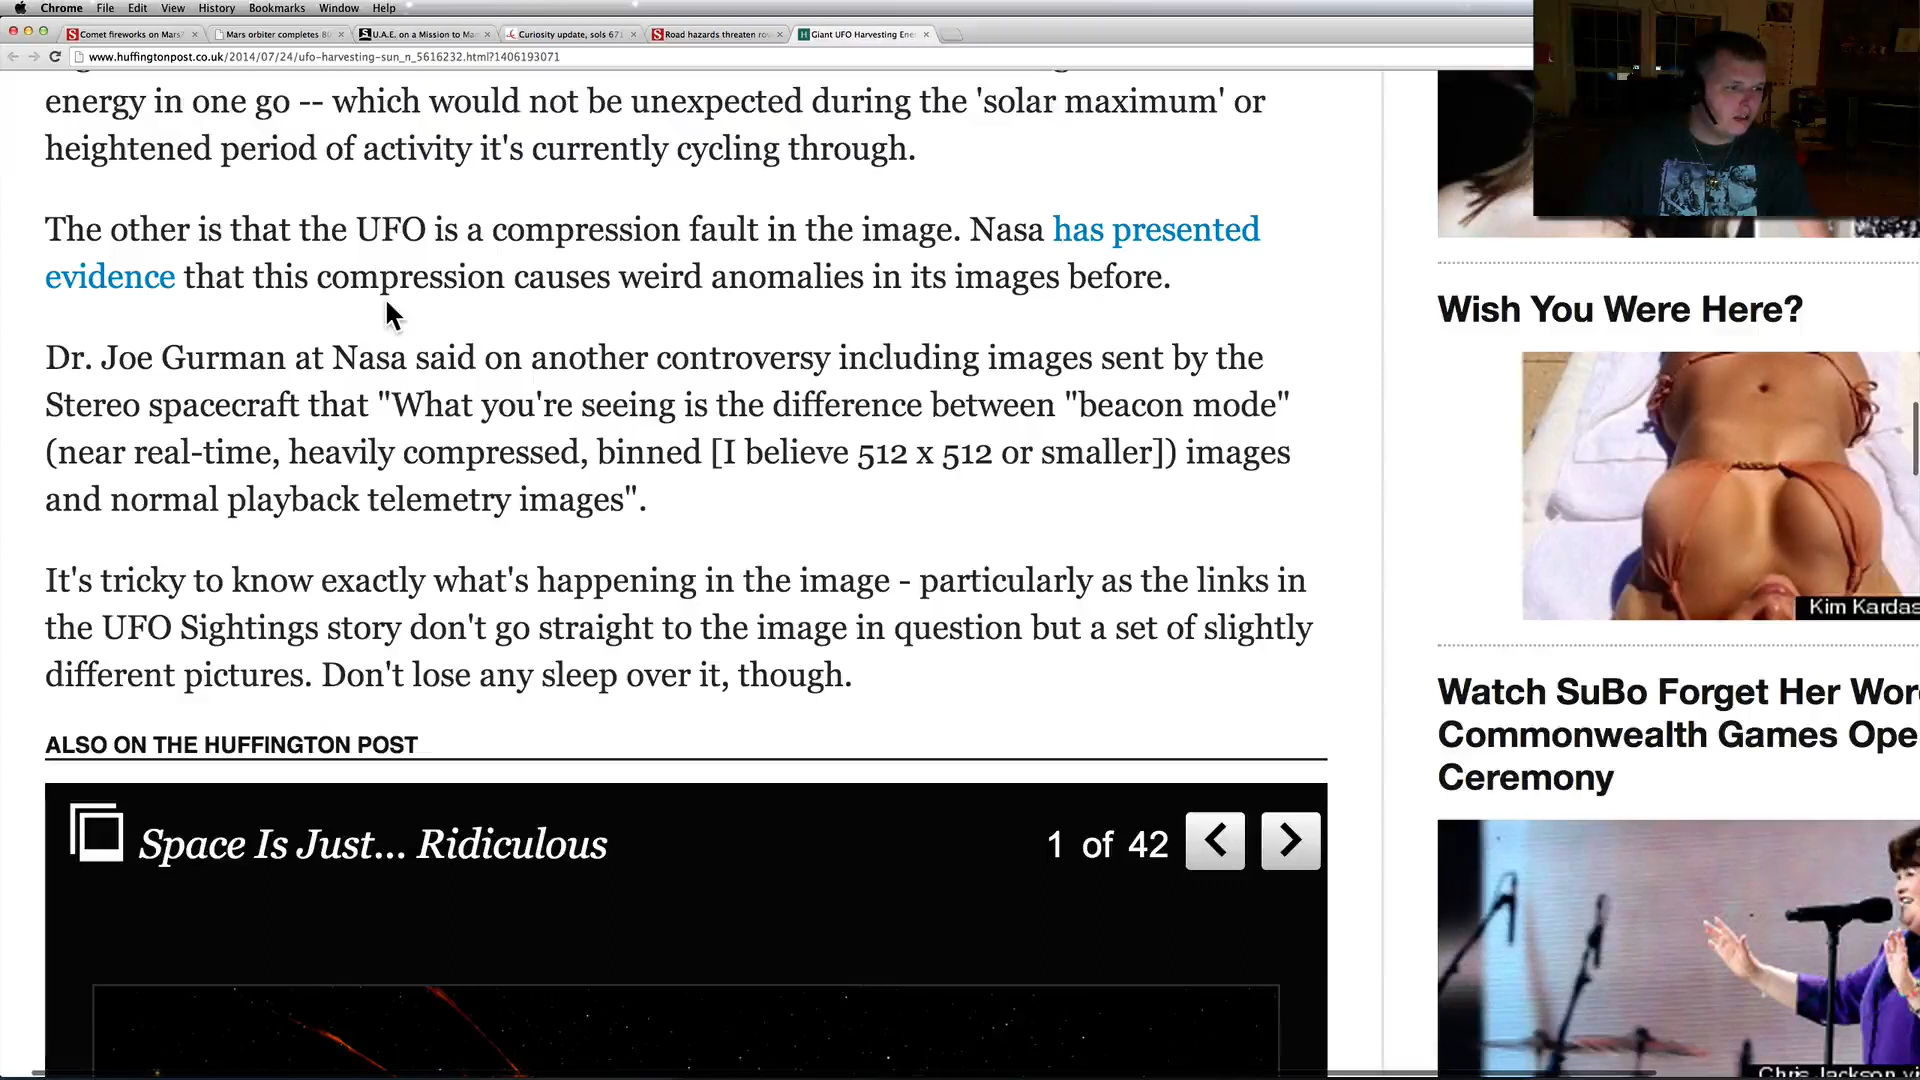 Chrome File Edit View History Bookmarks Window Help
Comet fireworks on Mars?
Mars orbiter completes 80
U.A.E. on a Mission to Mar
Curiosity update, sols 671
Road hazards threaten rov
Giant UFO Harvesting Ene
www.huffingtonpost.co.uk/2014/07/24/ufo-harvesting-sun_n_5616232.html?1406193071
energy in one go -- which would not be unexpected during the 'solar maximum' or
heightened period of activity it's currently cycling through.
The other is that the UFO is a compression fault in the image. Nasa has presented
evidence that this compression causes weird anomalies in its images before.
Dr. Joe Gurman at Nasa said on another controversy including images sent by the
Stereo spacecraft that "What you're seeing is the difference between "beacon mode"
(near real-time, heavily compressed, binned [I believe 512 x 512 or smaller]) images
and normal playback telemetry images".
It's tricky to know exactly what's happening in the image - particularly as the links in
the UFO Sightings story don't go straight to the image in question but a set of slightly
different pictures. Don't lose any sleep over it, though.
ALSO ON THE HUFFINGTON POST
Space Is Just... Ridiculous
1 of 42
Wish You Were Here?
Kim Kardas
Watch SuBo Forget Her Wor
Commonwealth Games Ope
Ceremony
Chris Jackson vi